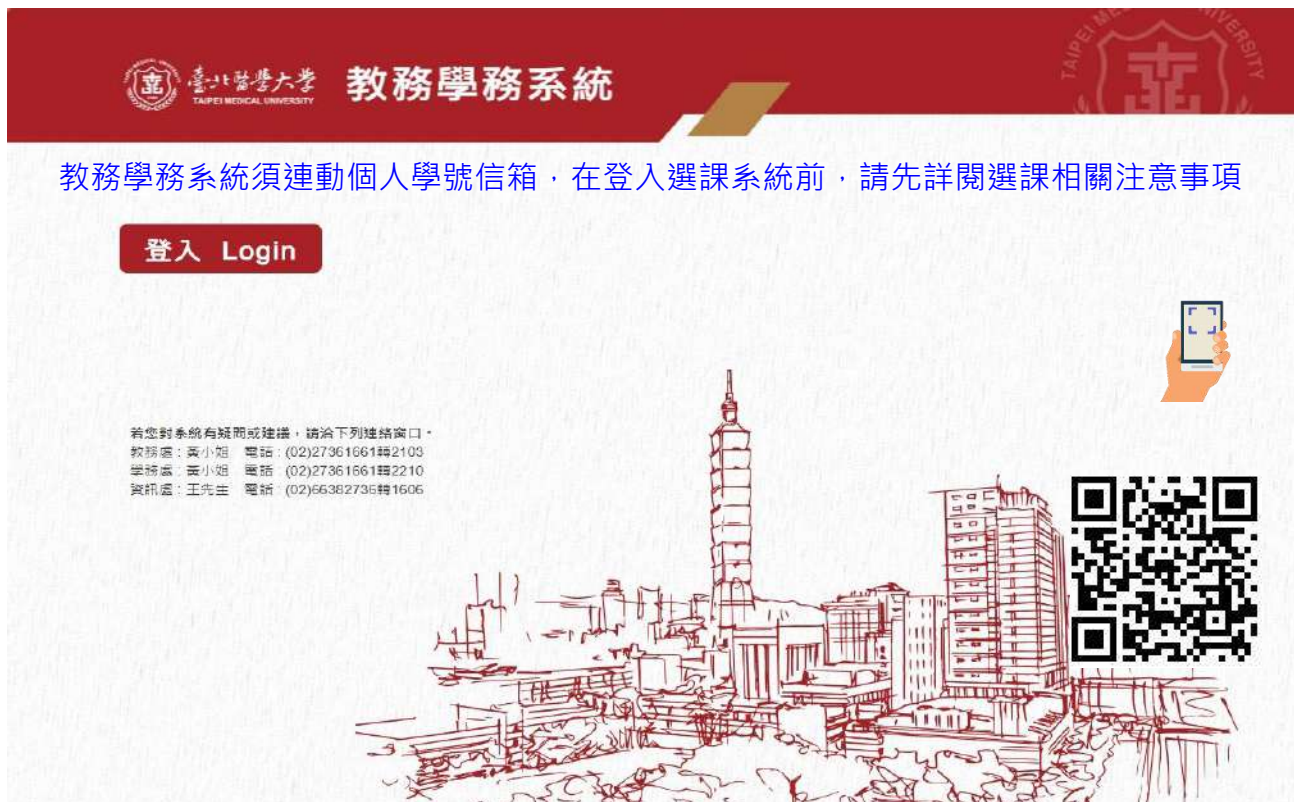 臺北醫學大學
TAIPEI MEDICAL UNIVERSITY
教務學務系統
TAIPEI MEDICAL UNIVERSITY
教務學務系統須連動個人學號信箱，在登入選課系統前，請先詳閱選課相關注意事項
登入 Login
若您對系統有疑問或建議，請洽下列連絡窗口。
教務處：黃小姐 電話：(02)27361661轉2103
學務處：黃小姐 電話：(02)27361661轉2210
資訊處：王先生 電話：(02)66382736轉1606